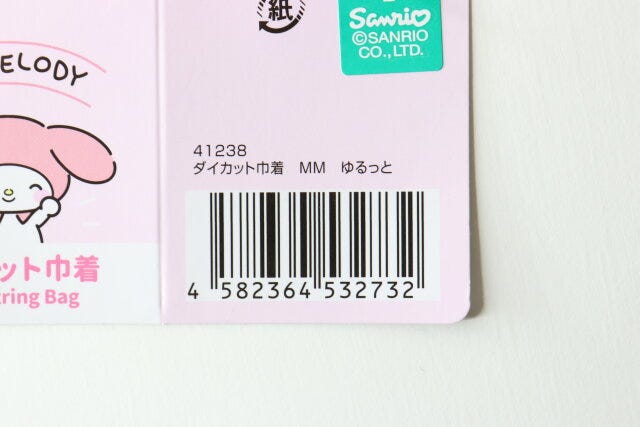 ELODY
ット巾着
ring Bag
紙
Sanrio
©SANRIO
CO., LTD.
41238
ダイカット巾着 MM ゆるっと
4 582364 532732